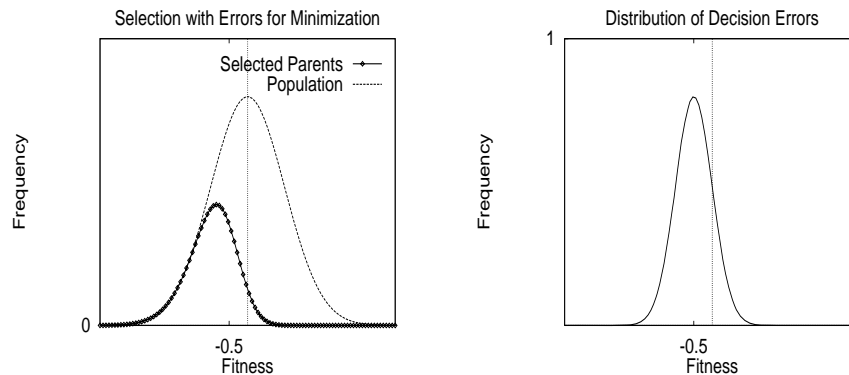 Selection with Errors for Minimization
Selected Parents
Population
Frequency
0
-0.5
Fitness
Distribution of Decision Errors
1
Frequency
-0.5
Fitness